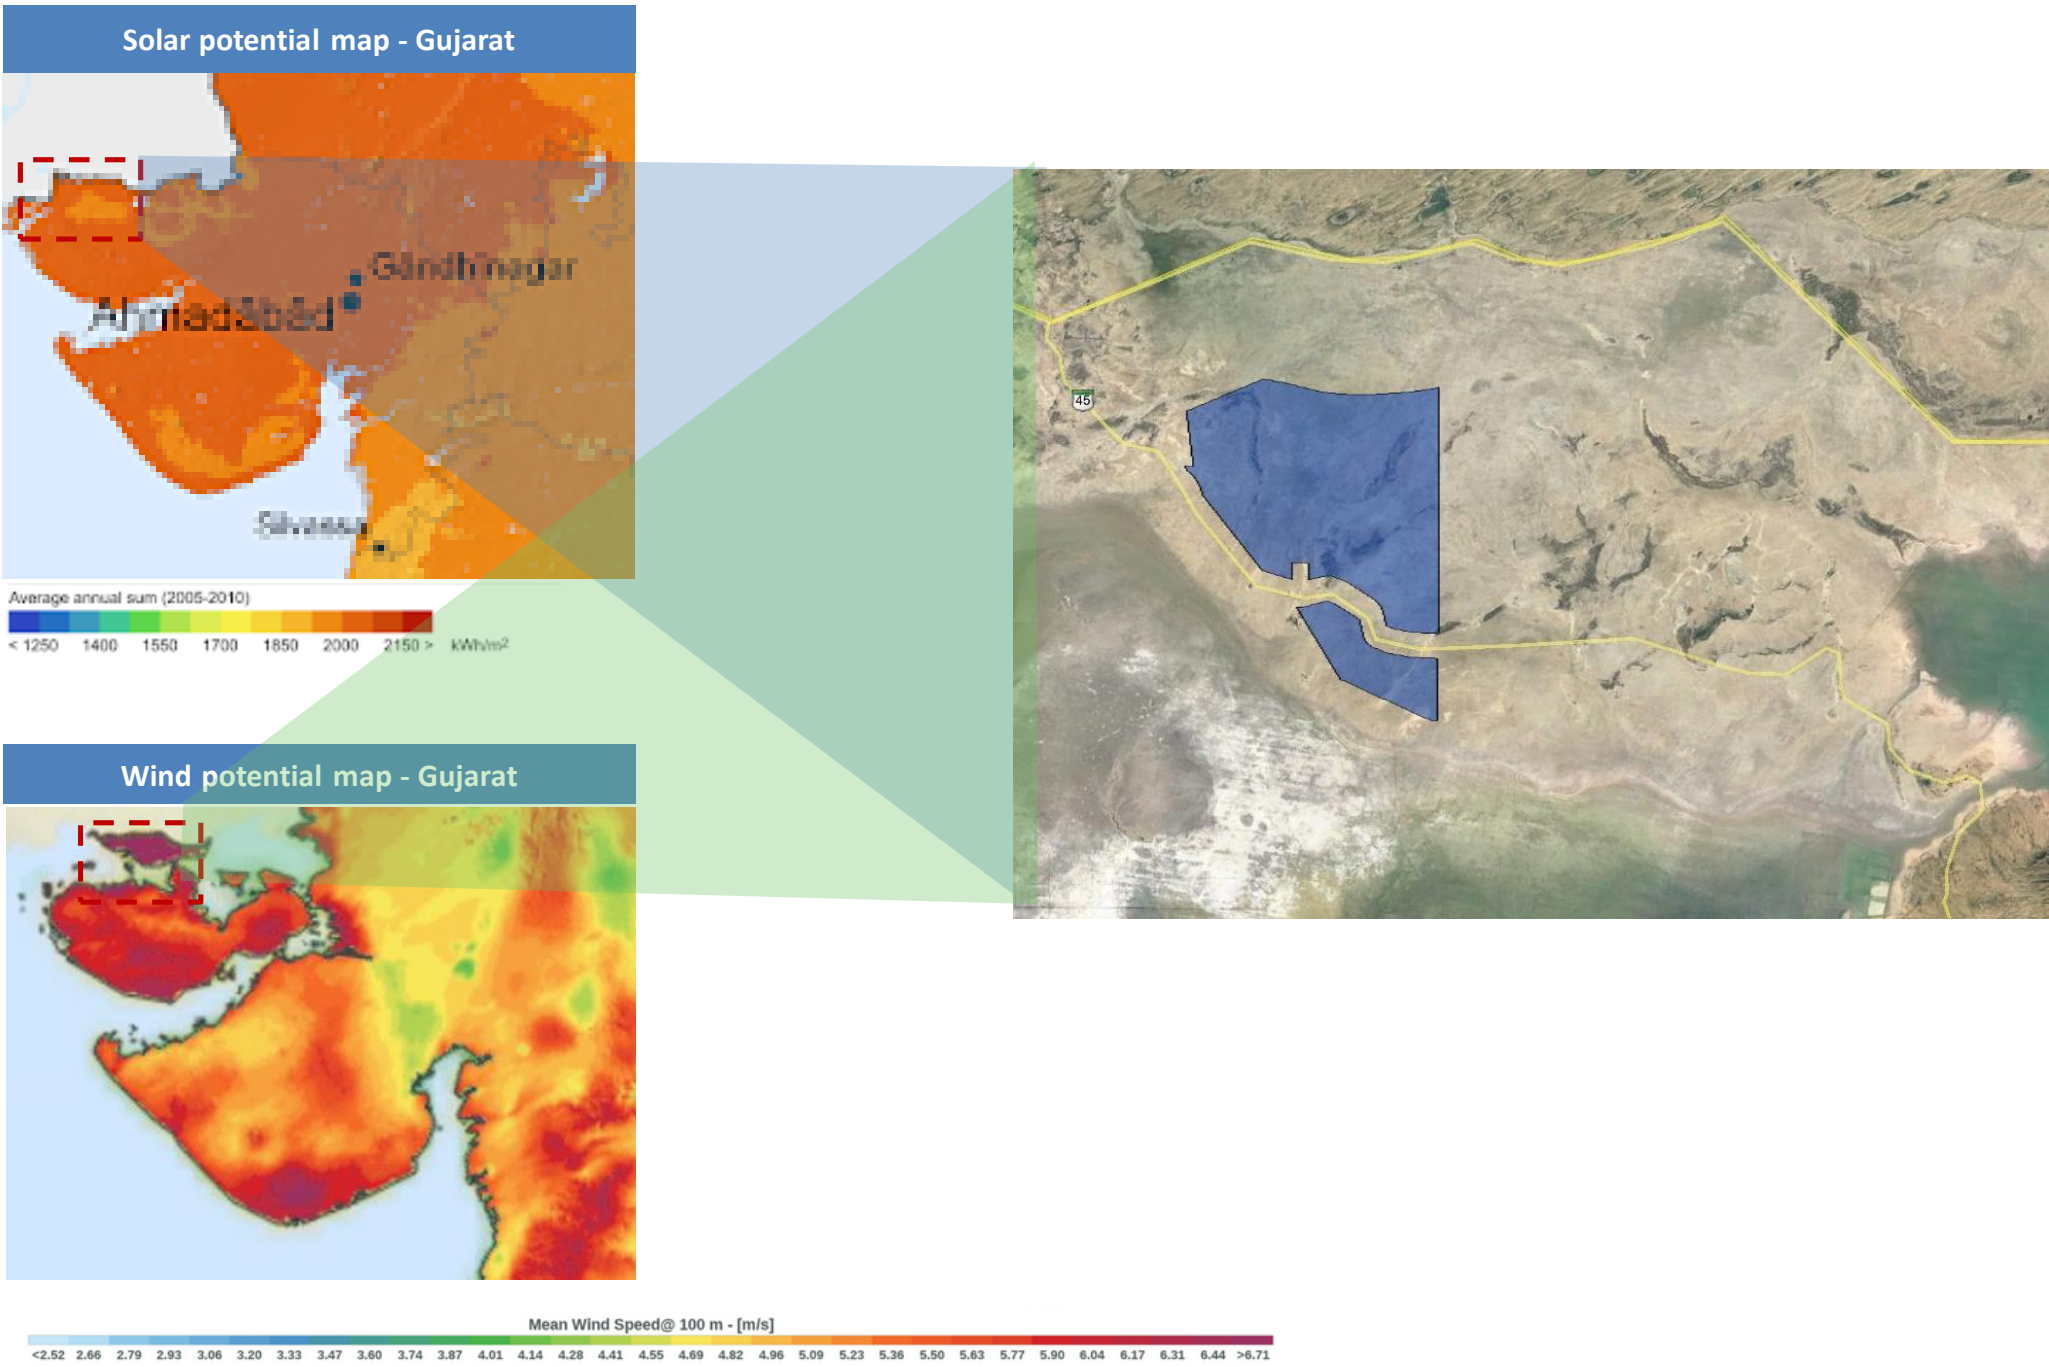 Solar potential map - Gujarat
Gandhinagar
Ahmadābād
Silvassa
Average annual sum (2005-2010)
< 1250 1400 1550 1700 1850 2000 2150 > kWh/m²
45
Wind potential map - Gujarat
Mean Wind Speed@ 100 m - [m/s]
<2.52 2.66 2.79 2.93 3.06 3.20 3.33 3.47 3.60 3.74 3.87 4.01 4.14 4.28 4.41 4.55 4.69 4.82 4.96 5.09 5.23 5.36 5.50 5.63 5.77 5.90 6.04 6.17 6.31 6.44 >6.71